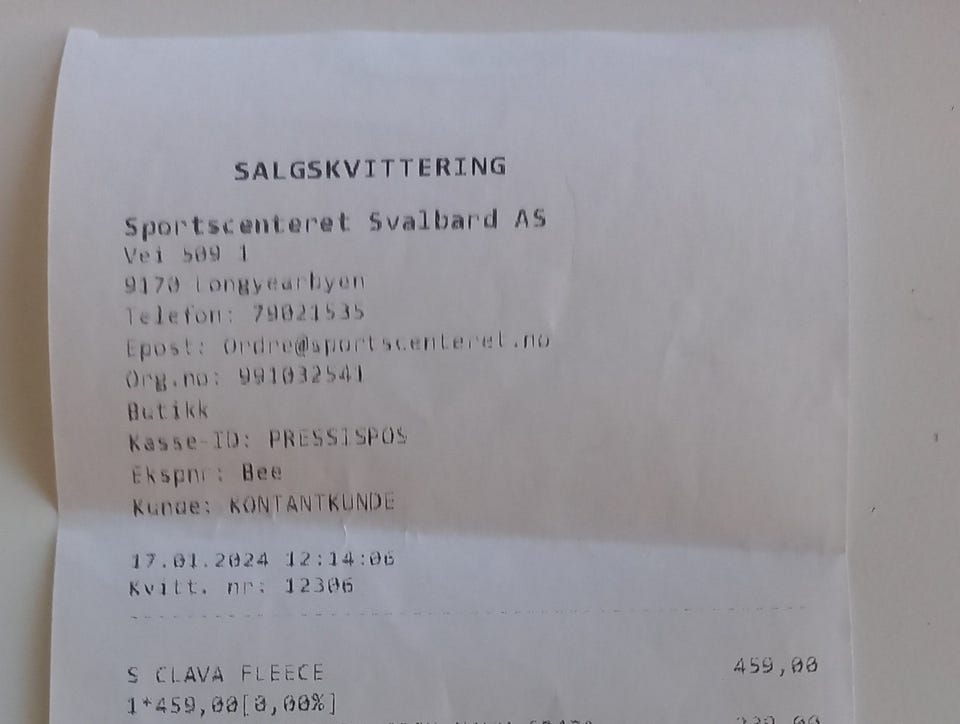 SALGSKVITTERING
Sportscenteret Svalbard AS
Vei 509 1
9170 Longyearbyen
Telefon: 79021535
Epost: Ordre@sportscenteret.no
Org.no: 991032541
Butikk
Kasse-ID: PRESSISPOS
Ekspnr: Bee
Kunde: KONTANTKUNDE
17.01.2024 12:14:06
Kvitt. nr: 12306
S CLAVA FLEECE 459,00
1*459,00[0,00%]